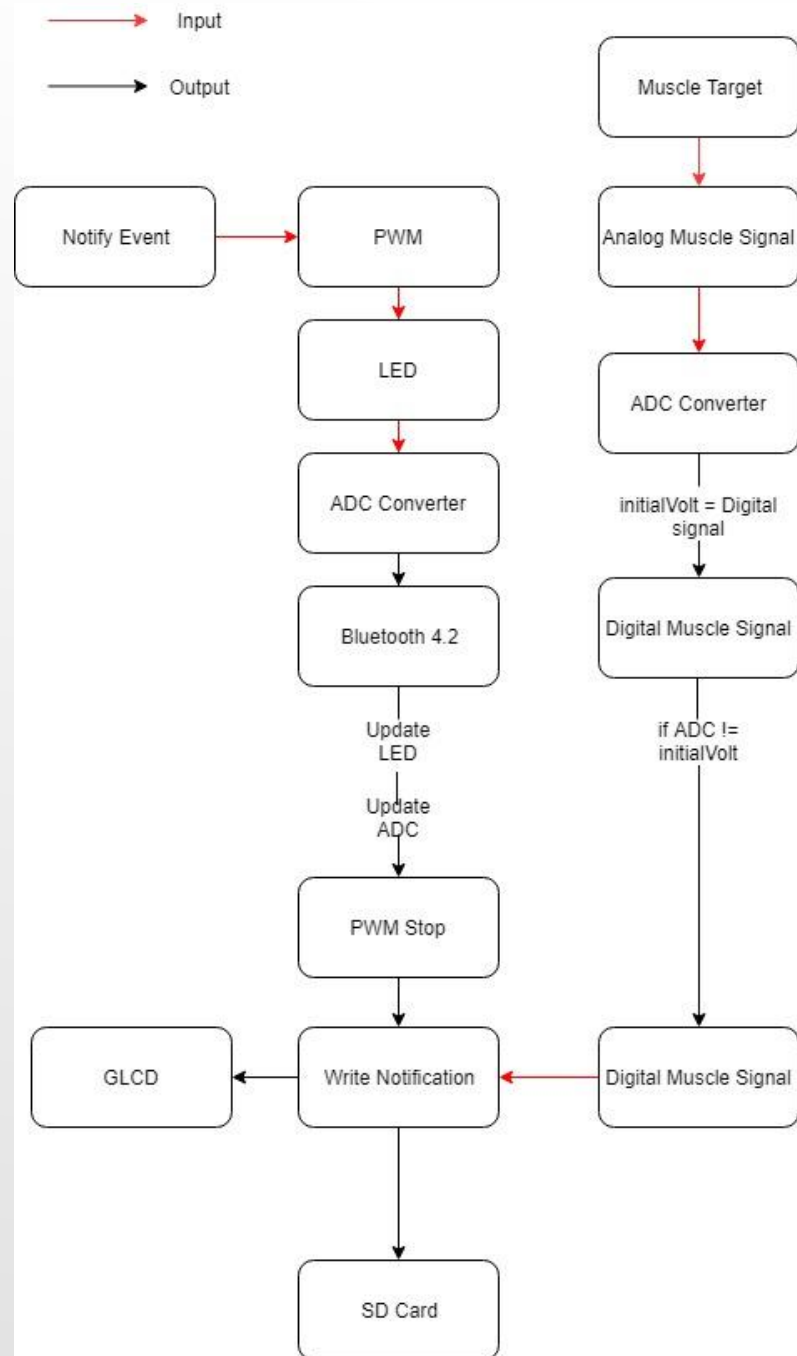 Input
Output
Muscle Target
Notify Event
PWM
Analog Muscle Signal
LED
ADC Converter
ADC Converter
initialVolt = Digital
signal
Bluetooth 4.2
Digital Muscle Signal
Update
LED
if ADC !=
initialVolt
Update
ADC
PWM Stop
GLCD
Write Notification
Digital Muscle Signal
SD Card